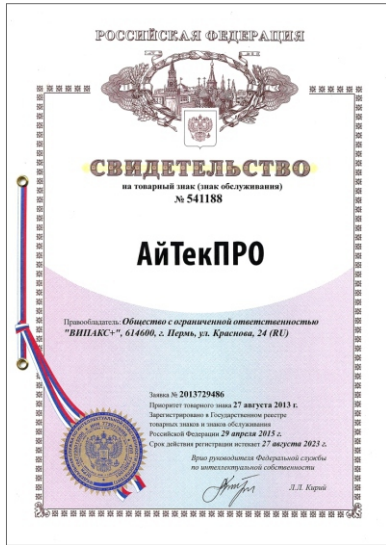 РОССИЙСКАЯ ФЕДЕРАЦИЯ
СВИДЕТЕЛЬСТВО
на товарный знак (знак обслуживания)
№ 541188
АйТекПРО
Правообладатель: Общество с ограниченной ответственностью
"ВИПАКС+", 614600, г. Пермь, ул. Краснова, 24 (RU)
Заявка № 2013729486
Приоритет товарного знака 27 августа 2013 г.
Зарегистрировано в Государственном реестре
товарных знаков и знаков обслуживания
Российской Федерации 29 апреля 2015 г.
Срок действия регистрации истекает 27 августа 2023 г.
Врио руководителя Федеральной службы
по интеллектуальной собственности
Л.Л. Кирий